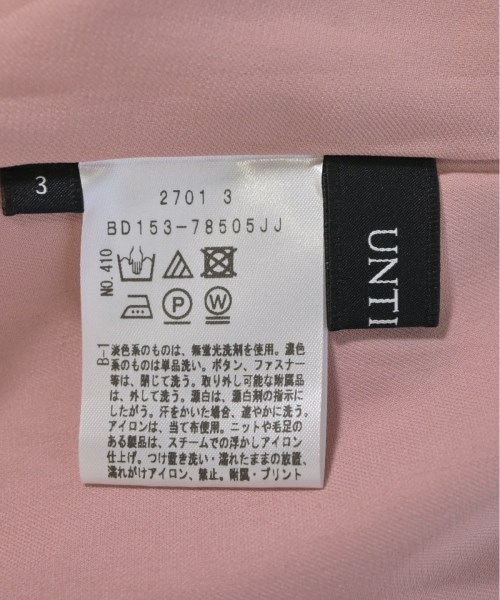 3
2701 3
BD153-78505JJ
NO.410
P
W
B-1
淡色系のものは、無蛍光洗剤を使用。濃色
系のものは単品洗い。ボタン、ファスナー
等は、閉じて洗う。取り外し可能な附属品
は、外して洗う。漂白は、漂白剤の指示に
したがう。汗をかいた場合、速やかに洗う。
アイロンは、当て布使用。ニットや毛足の
ある製品は、スチームでの浮かしアイロン
仕上げ。つけ置き洗い・濡れたままの放置、
濡れがけアイロン、禁止。附属・プリント
UNTI